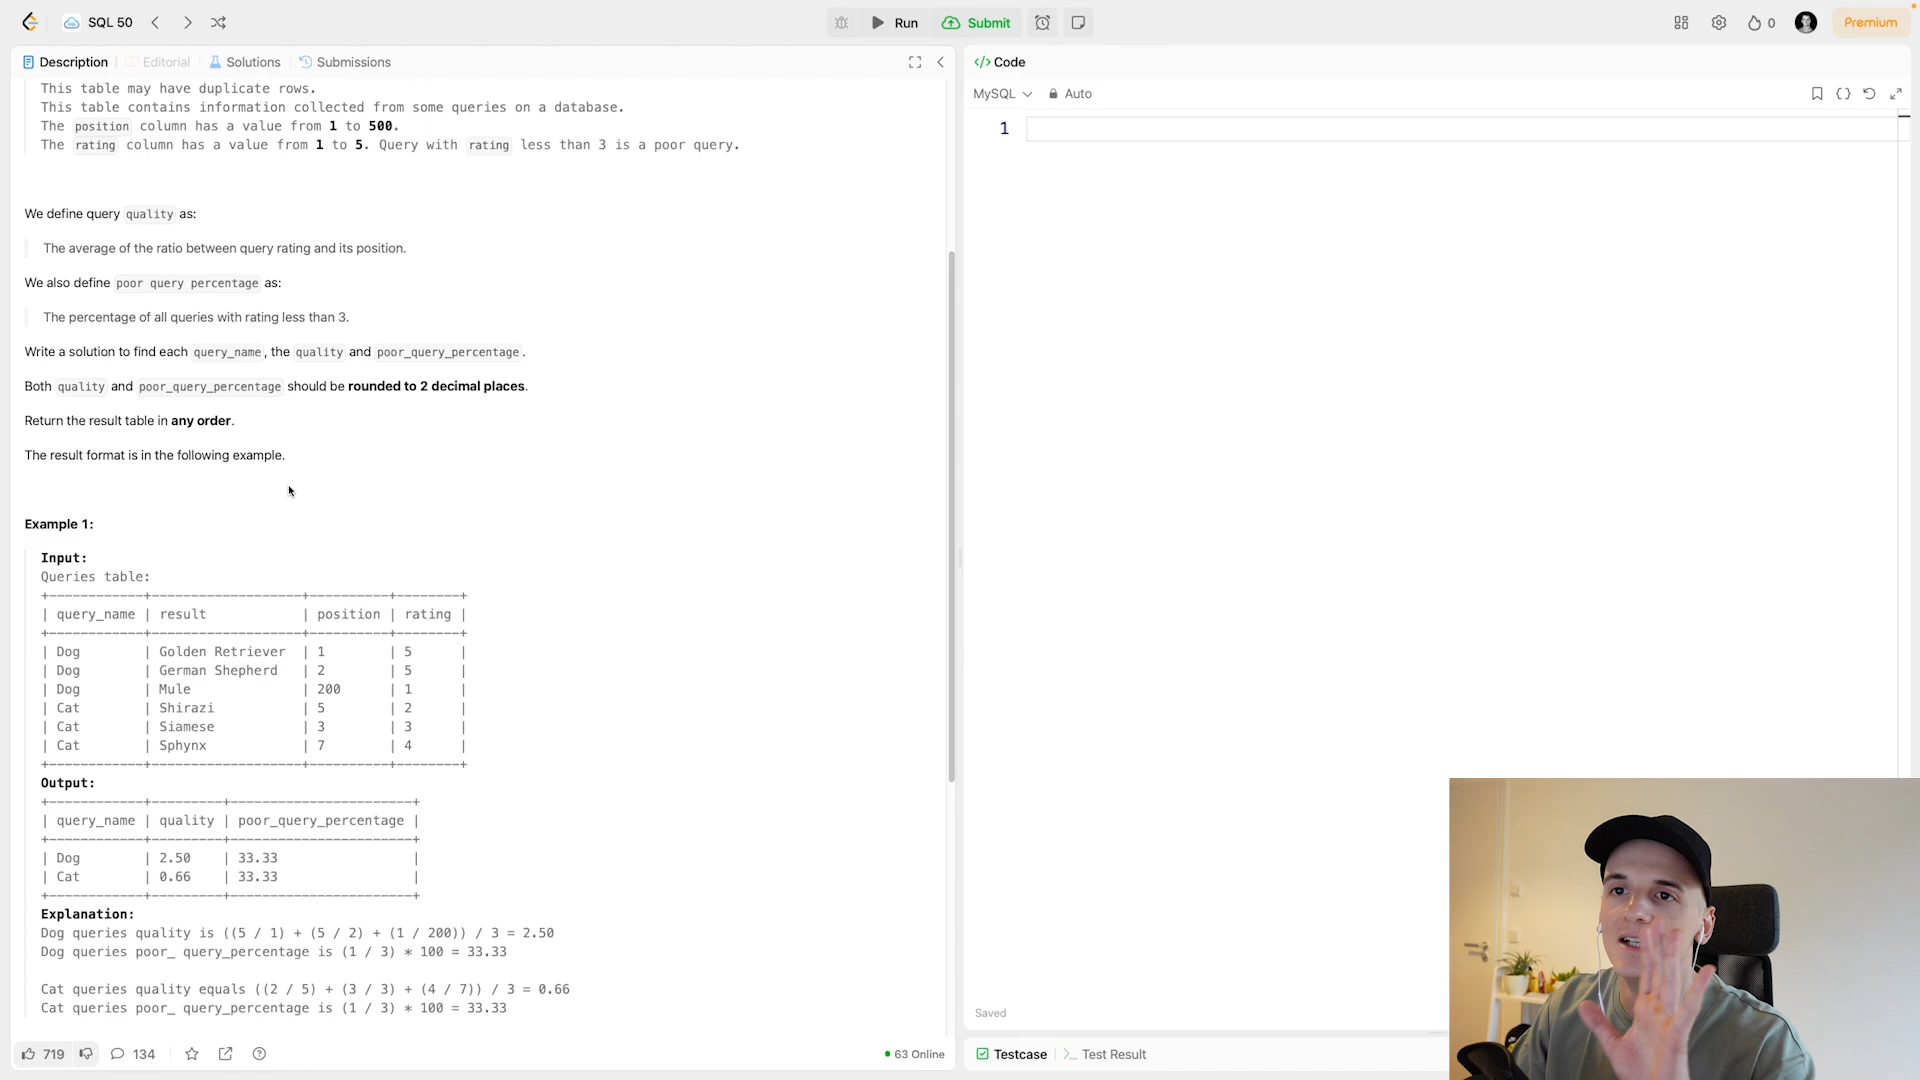 SQL 50
Run
Submit
0
Premium
Description
Editorial
Solutions
Submissions
This table may have duplicate rows.
This table contains information collected from some queries on a database.
The position column has a value from 1 to 500.
The rating column has a value from 1 to 5. Query with rating less than 3 is a poor query.
We define query quality as:
The average of the ratio between query rating and its position.
We also define poor query percentage as:
The percentage of all queries with rating less than 3.
Write a solution to find each query_name, the quality and poor_query_percentage.
Both quality and poor_query_percentage should be rounded to 2 decimal places.
Return the result table in any order.
The result format is in the following example.
Example 1:
Input:
Queries table:
+------------+-------------------+----------+--------+
| query_name | result | position | rating |
+------------+-------------------+----------+--------+
| Dog | Golden Retriever | 1 | 5 |
| Dog | German Shepherd | 2 | 5 |
| Dog | Mule | 200 | 1 |
| Cat | Shirazi | 5 | 2 |
| Cat | Siamese | 3 | 3 |
| Cat | Sphynx | 7 | 4 |
+------------+-------------------+----------+--------+
Output:
+------------+---------+-----------------------+
| query_name | quality | poor_query_percentage |
+------------+---------+-----------------------+
| Dog | 2.50 | 33.33 |
| Cat | 0.66 | 33.33 |
+------------+---------+-----------------------+
Explanation:
Dog queries quality is ((5 / 1) + (5 / 2) + (1 / 200)) / 3 = 2.50
Dog queries poor_ query_percentage is (1 / 3) * 100 = 33.33
Cat queries quality equals ((2 / 5) + (3 / 3) + (4 / 7)) / 3 = 0.66
Cat queries poor_ query_percentage is (1 / 3) * 100 = 33.33
719
134
63 Online
</> Code
MySQL
Auto
1
Saved
Testcase
>_ Test Result